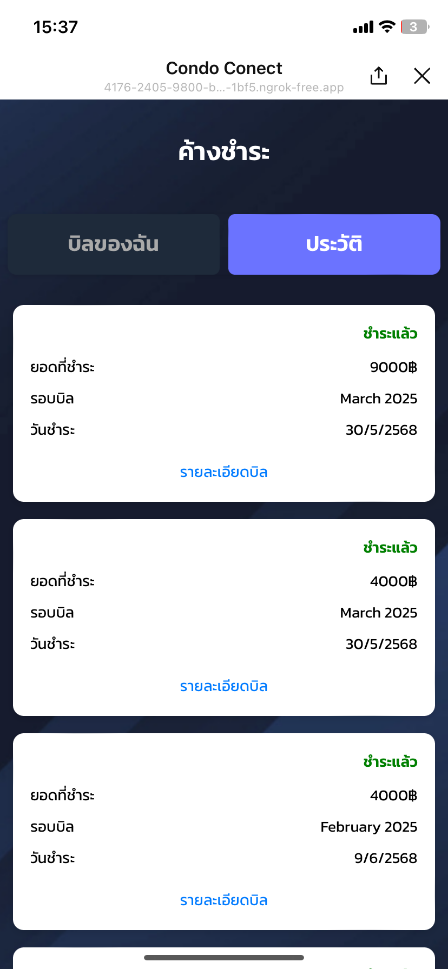 15:37
3
Condo Conect
4176-2405-9800-b...-1bf5.ngrok-free.app
ค้างชำระ
บิลของฉัน
ประวัติ
ชำระแล้ว
ยอดที่ชำระ 9000฿
รอบบิล March 2025
วันชำระ 30/5/2568
รายละเอียดบิล
ชำระแล้ว
ยอดที่ชำระ 4000฿
รอบบิล March 2025
วันชำระ 30/5/2568
รายละเอียดบิล
ชำระแล้ว
ยอดที่ชำระ 4000฿
รอบบิล February 2025
วันชำระ 9/6/2568
รายละเอียดบิล